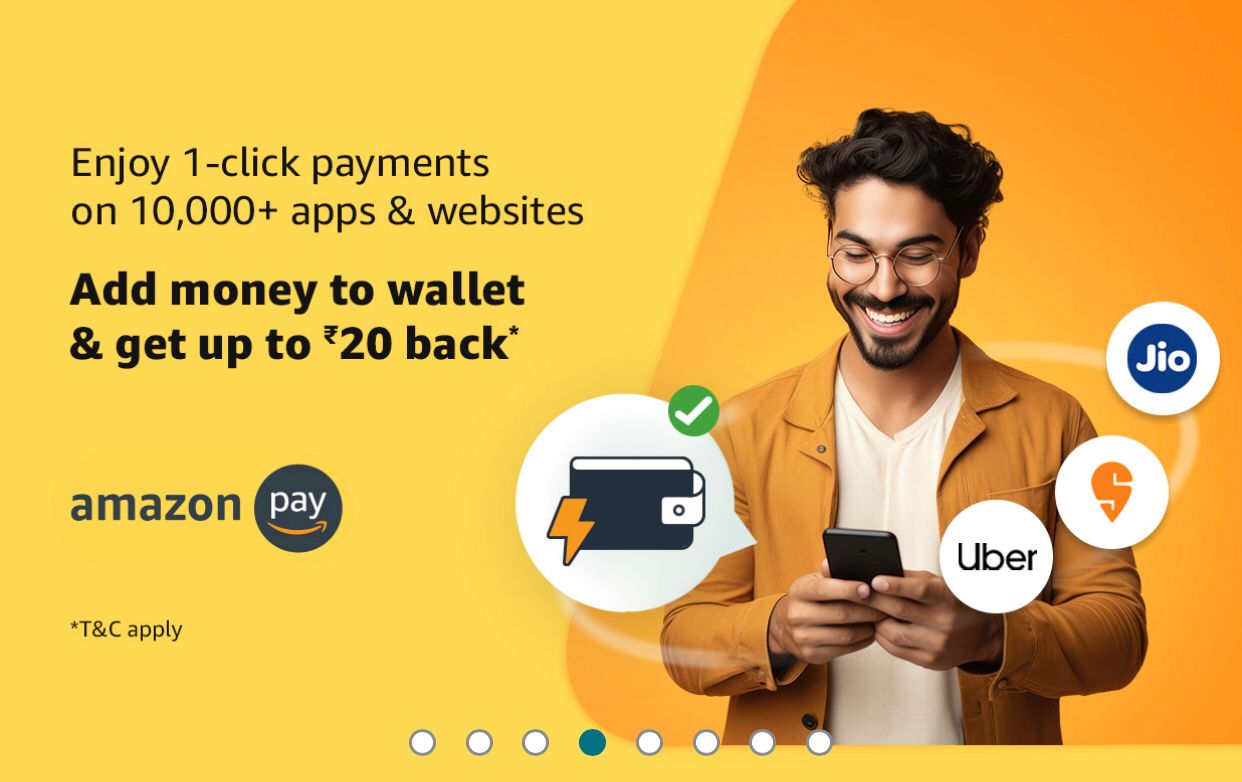 Enjoy 1-click payments
on 10,000+ apps & websites
Add money to wallet
& get up to ₹20 back*
amazon pay
*T&C apply
Jio
Uber